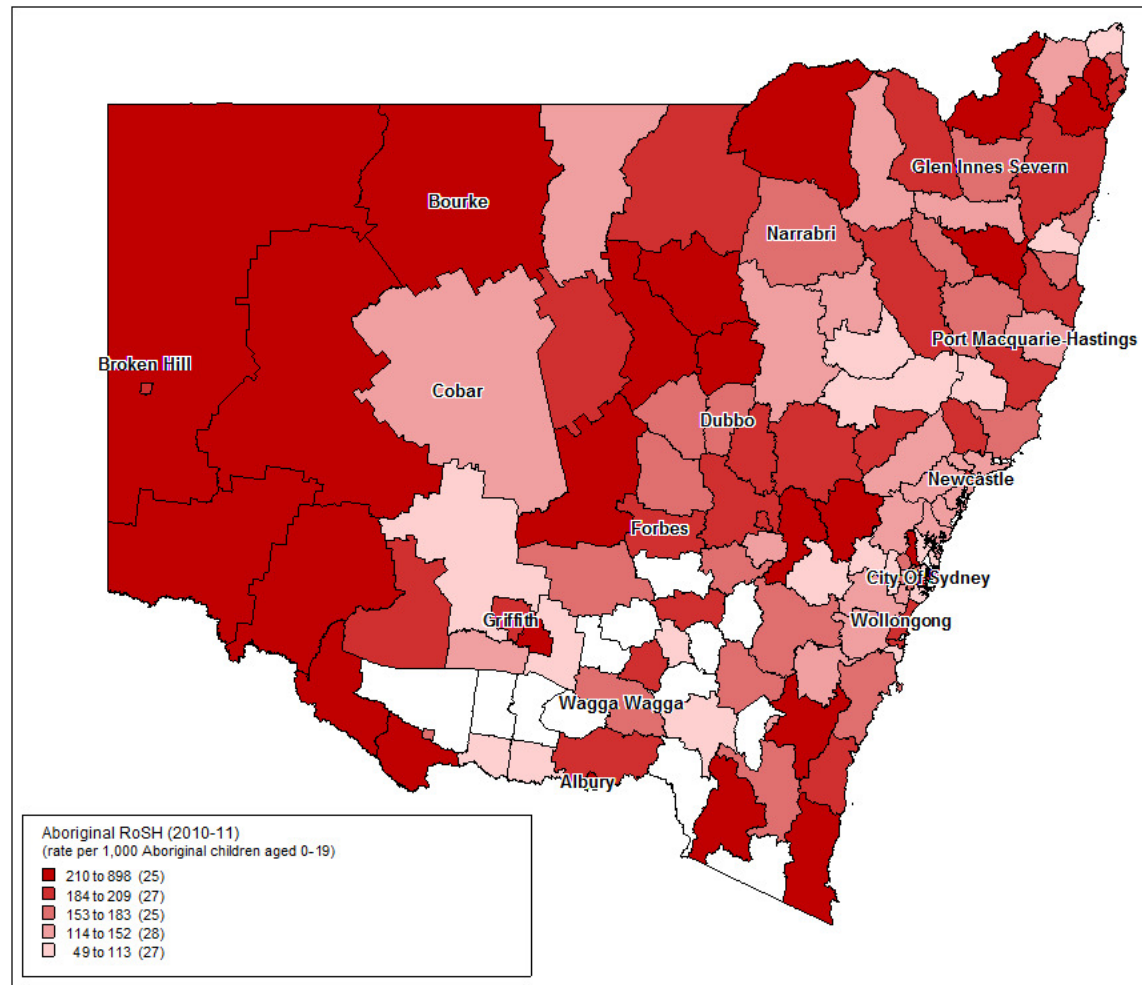 Glen Innes Severn
Bourke
Narrabri
Port Macquarie-Hastings
Broken Hill
Cobar
Dubbo
Newcastle
Forbes
City Of Sydney
Griffith
Wollongong
Wagga Wagga
Albury
Aboriginal RoSH (2010-11)
(rate per 1,000 Aboriginal children aged 0-19)
210 to 898 (25)
184 to 209 (27)
153 to 183 (25)
114 to 152 (28)
49 to 113 (27)